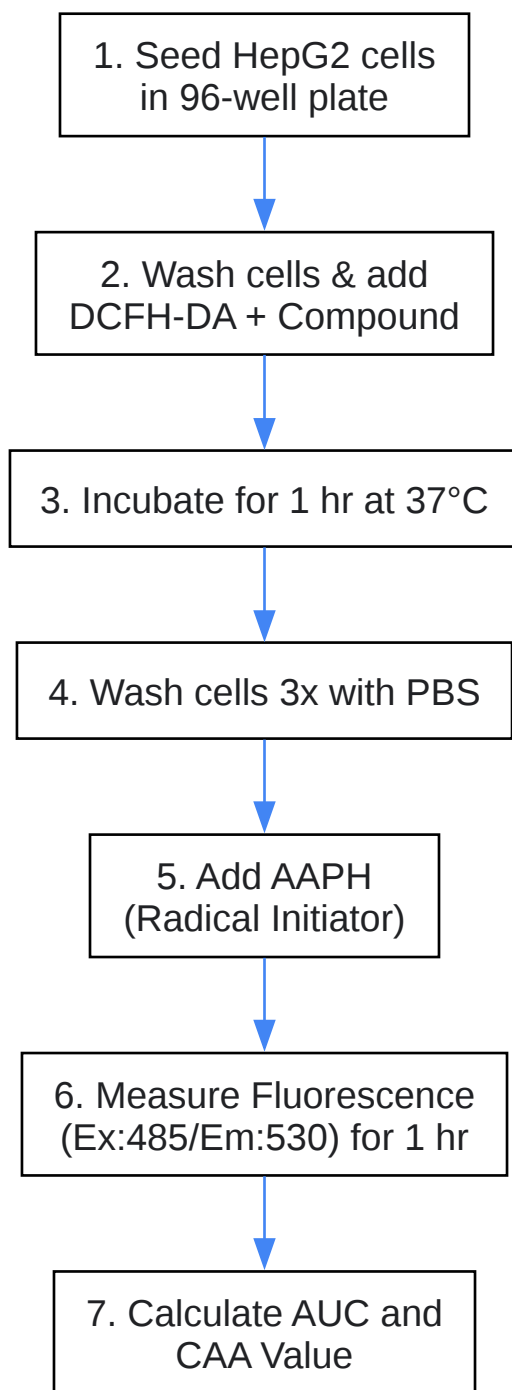 1. Seed HepG2 cells
in 96-well plate
2. Wash cells & add
DCFH-DA + Compound
3. Incubate for 1 hr at 37°C
4. Wash cells 3x with PBS
5. Add AAPH
(Radical Initiator)
6. Measure Fluorescence
(Ex:485/Em:530) for 1 hr
7. Calculate AUC and
CAA Value